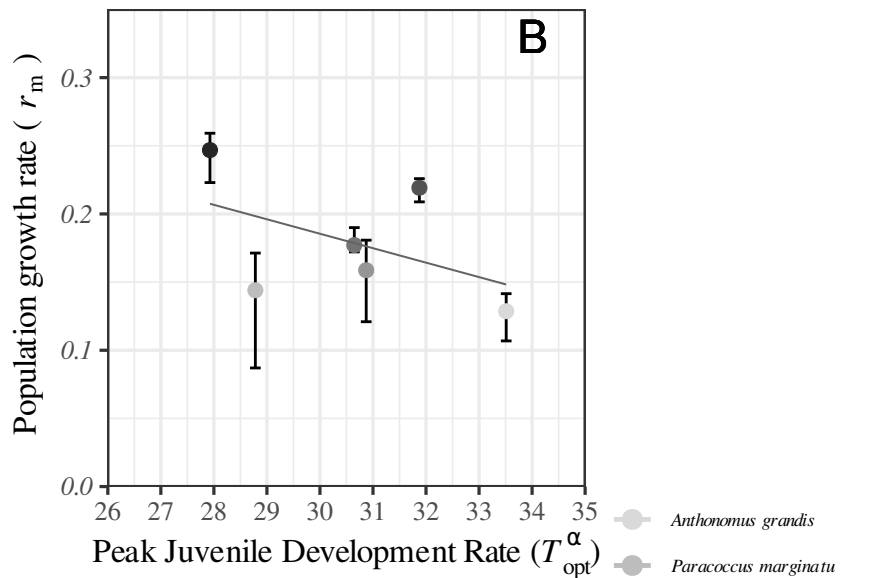 B
Population growth rate ( r m )
0.3
0.2
0.1
0.0
26 27 28 29 30 31 32 33 34 35
Peak Juvenile Development Rate (T α opt)
Anthonomus grandis
Paracoccus marginatu